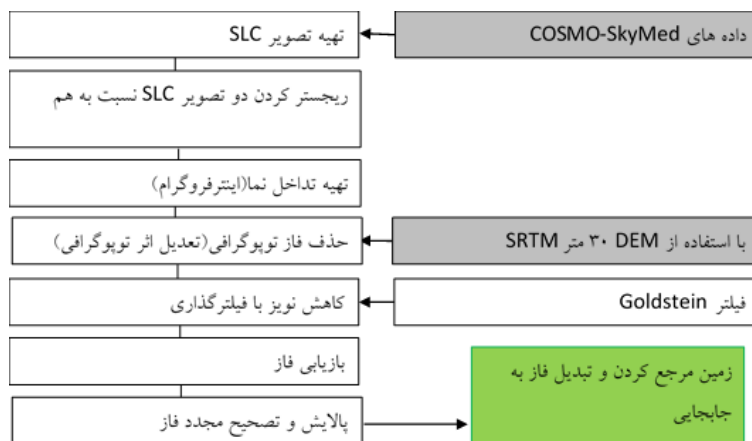 داده های COSMO-SkyMed
تهیه تصویر SLC
ریجستر کردن دو تصویر SLC نسبت به هم
تهیه تداخل نما(اینترفروگرام)
با استفاده از DEM ۳۰ متر SRTM
حذف فاز توپوگرافی(تعدیل اثر توپوگرافی)
فیلتر Goldstein
کاهش نویز با فیلترگذاری
بازیابی فاز
پالایش و تصحیح مجدد فاز
زمین مرجع کردن و تبدیل فاز به
جابجایی